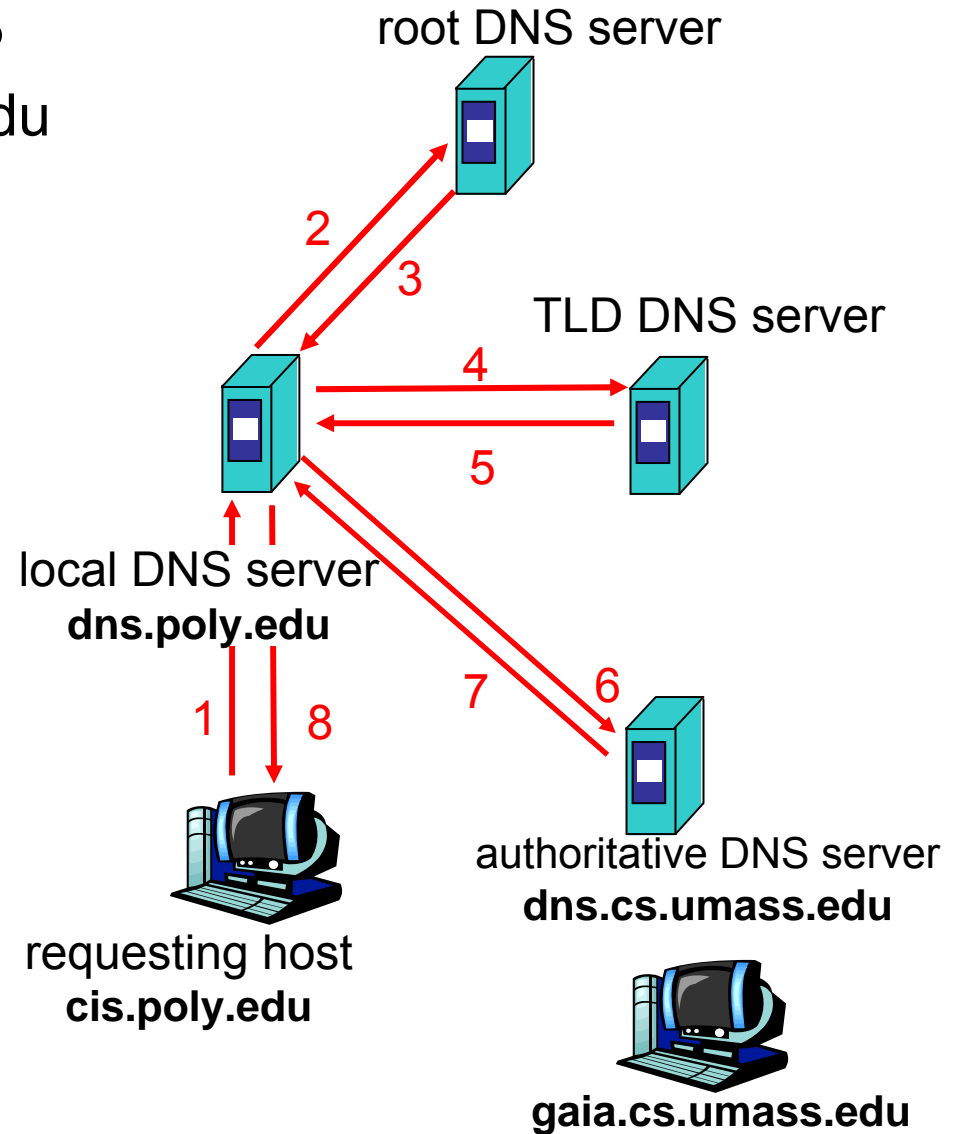 root DNS server
du
2
3
TLD DNS server
4
5
local DNS server
dns.poly.edu
1
8
7
6
authoritative DNS server
dns.cs.umass.edu
requesting host
cis.poly.edu
gaia.cs.umass.edu